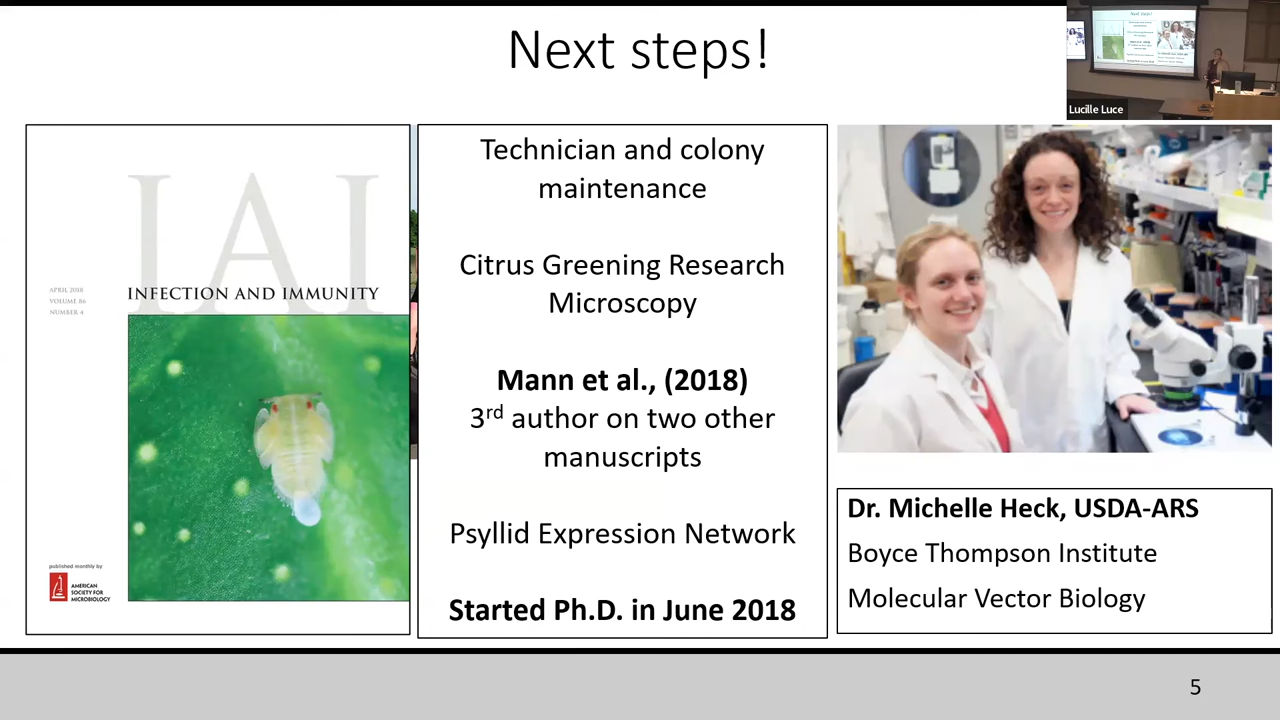 Next steps!
Next steps!
Lucille Luce
IAI
INFECTION AND IMMUNITY
APRIL 2018
VOLUME 86
NUMBER 4
published monthly by
AMERICAN
SOCIETY FOR
MICROBIOLOGY
Technician and colony
maintenance
Citrus Greening Research
Microscopy
Mann et al., (2018)
3rd author on two other
manuscripts
Psyllid Expression Network
Started Ph.D. in June 2018
Dr. Michelle Heck, USDA-ARS
Boyce Thompson Institute
Molecular Vector Biology
5